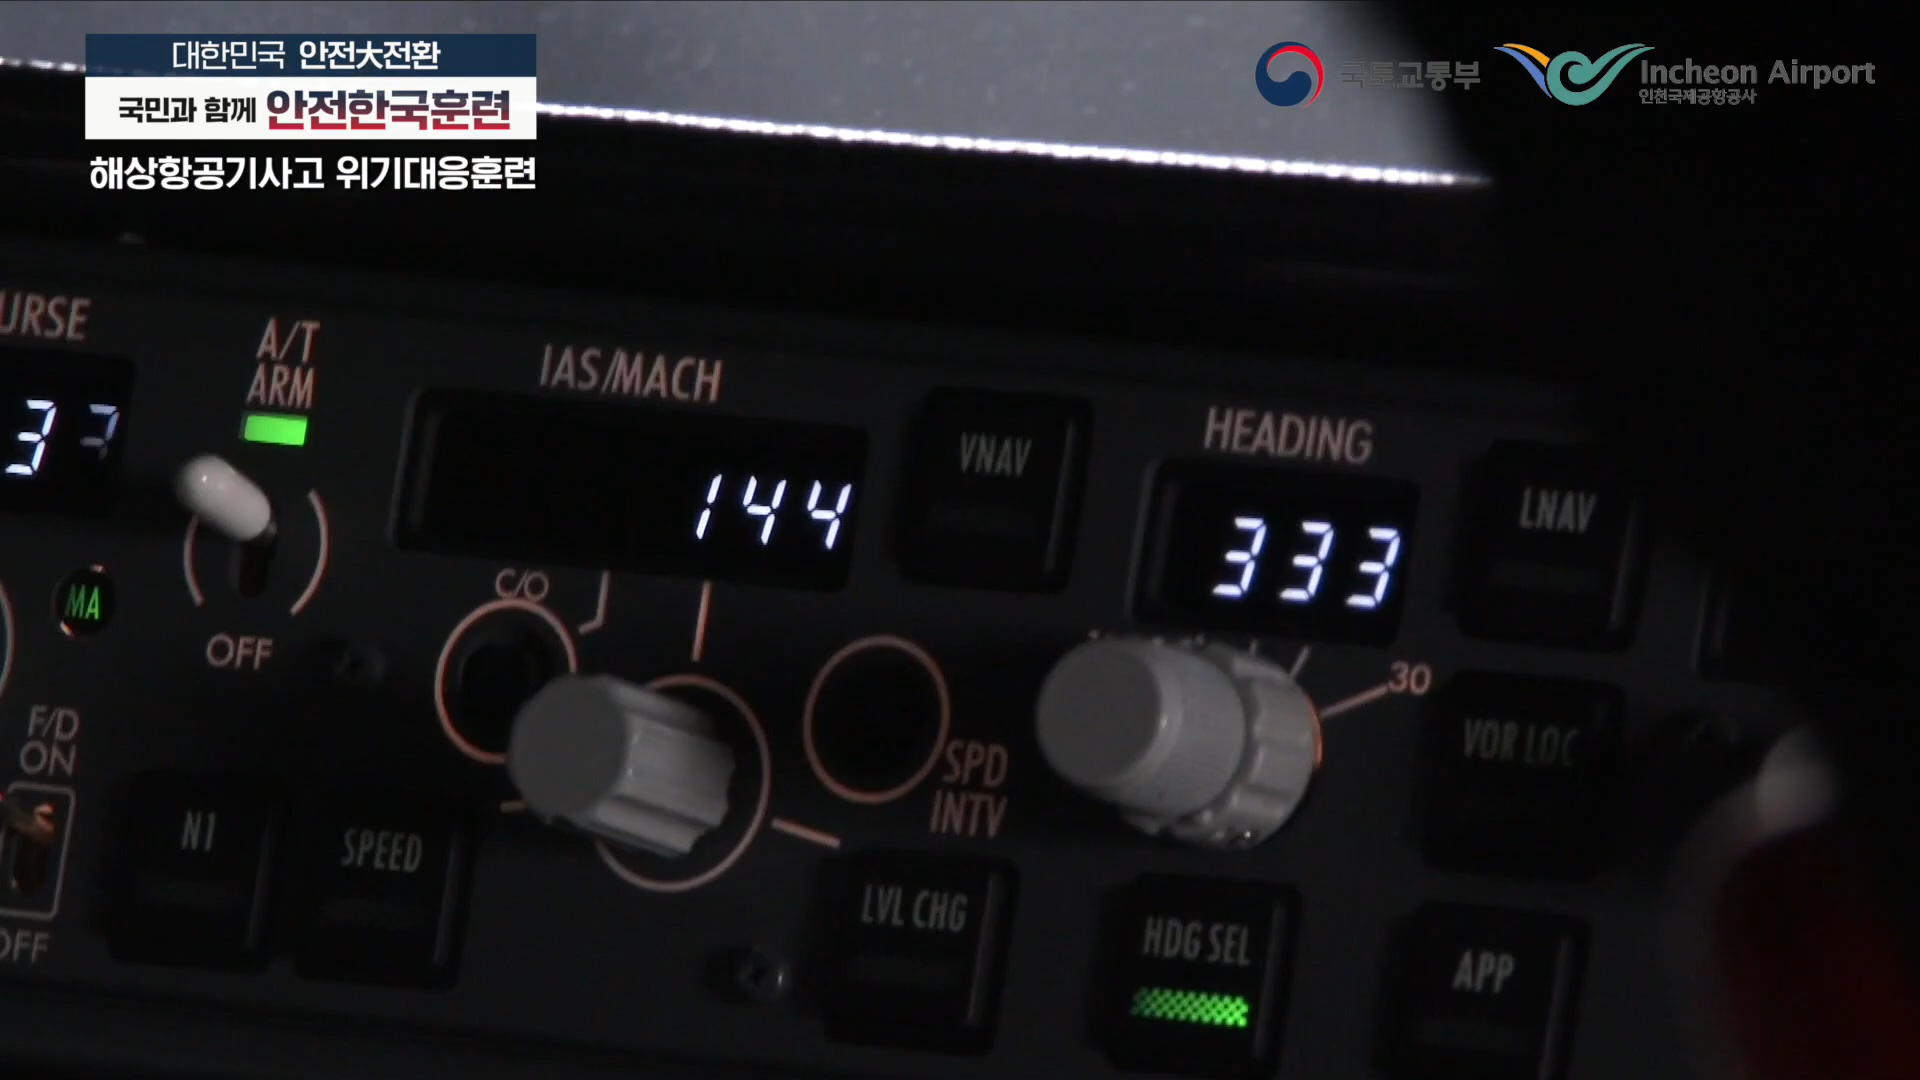 대한민국 안전大전환
국민과 함께 안전한국훈련
해상항공기사고 위기대응훈련
국토교통부
Incheon Airport
인천국제공항공사
URSE
A/T
ARM
IAS/MACH
HEADING
VNAV
LNAV
144
333
C/O
MA
OFF
30
F/D
ON
SPD
INTV
VOR LOC
N1
SPEED
LVL CHG
HDG SEL
APP
OFF